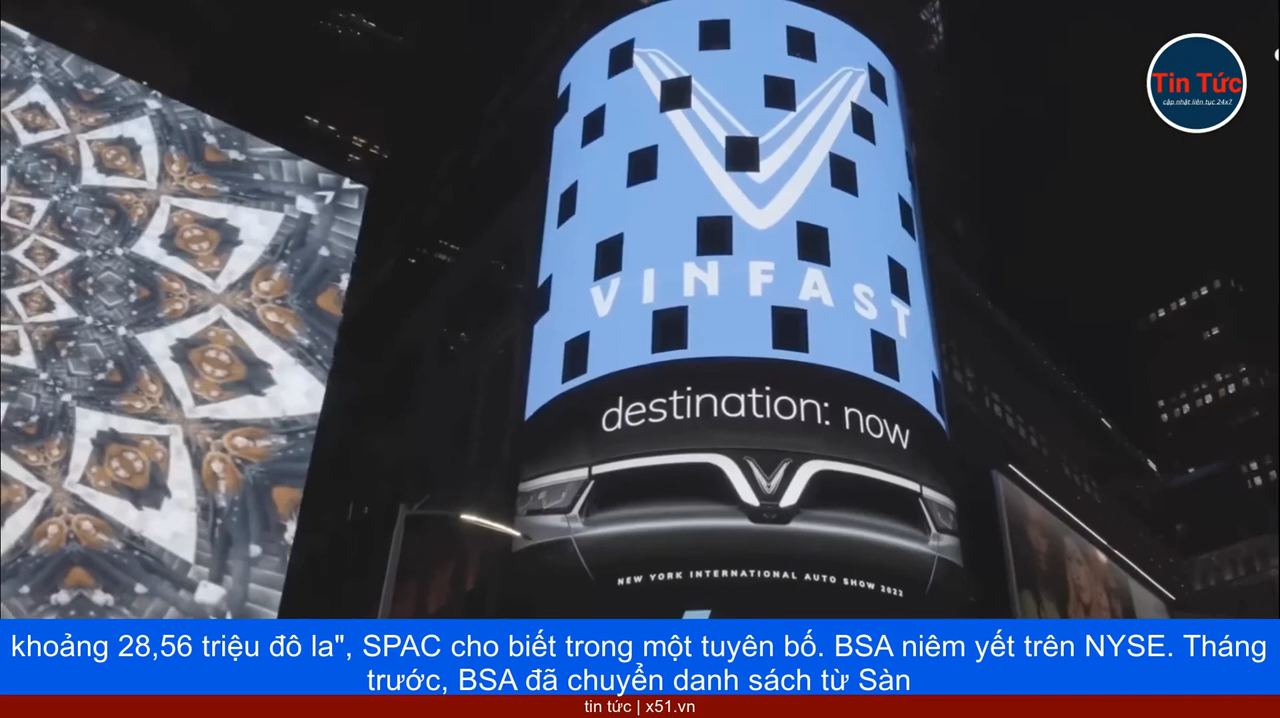 Tin Tức
cập nhật liên tục 24x7
VINFAST
destination: now
NEW YORK INTERNATIONAL AUTO SHOW 2022
khoảng 28,56 triệu đô la", SPAC cho biết trong một tuyên bố. BSA niêm yết trên NYSE. Tháng
trước, BSA đã chuyển danh sách từ Sàn
tin tức | x51.vn